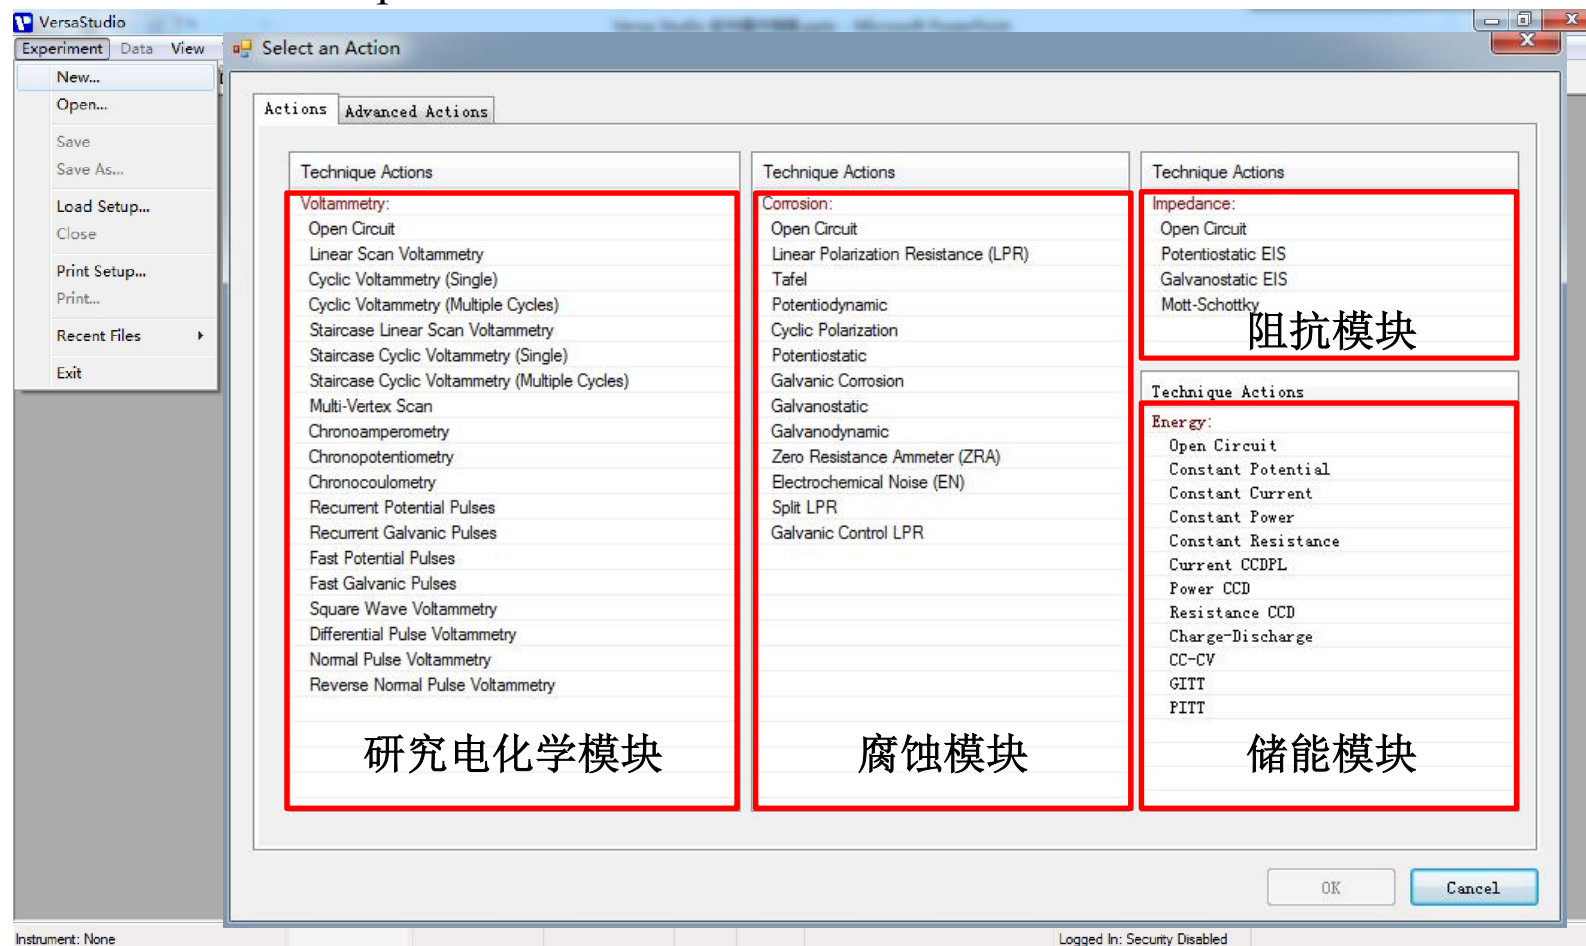 VersaStudio
Experiment Data View
New...
Open...
Save
Save As...
Load Setup...
Close
Print Setup...
Print...
Recent Files
Exit
Select an Action
Actions Advanced Actions
Technique Actions
Voltammetry:
Open Circuit
Linear Scan Voltammetry
Cyclic Voltammetry (Single)
Cyclic Voltammetry (Multiple Cycles)
Staircase Linear Scan Voltammetry
Staircase Cyclic Voltammetry (Single)
Staircase Cyclic Voltammetry (Multiple Cycles)
Multi-Vertex Scan
Chronoamperometry
Chronopotentiometry
Chronocoulometry
Recurrent Potential Pulses
Recurrent Galvanic Pulses
Fast Potential Pulses
Fast Galvanic Pulses
Square Wave Voltammetry
Differential Pulse Voltammetry
Normal Pulse Voltammetry
Reverse Normal Pulse Voltammetry
研究电化学模块
Technique Actions
Corrosion:
Open Circuit
Linear Polarization Resistance (LPR)
Tafel
Potentiodynamic
Cyclic Polarization
Potentiostatic
Galvanic Corrosion
Galvanostatic
Galvanodynamic
Zero Resistance Ammeter (ZRA)
Electrochemical Noise (EN)
Split LPR
Galvanic Control LPR
腐蚀模块
Technique Actions
Impedance:
Open Circuit
Potentiostatic EIS
Galvanostatic EIS
Mott-Schottky
阻抗模块
Technique Actions
Energy:
Open Circuit
Constant Potential
Constant Current
Constant Power
Constant Resistance
Current CCDPL
Power CCD
Resistance CCD
Charge-Discharge
CC-CV
GITT
PITT
储能模块
OK Cancel
Instrument: None
Logged In: Security Disabled